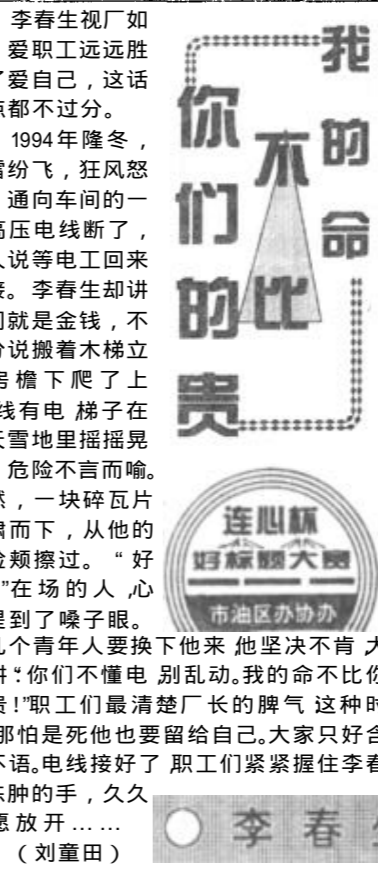 我的命
不比
你们的贵
李春生视厂如
爱职工远远胜
了爱自己，这话
点都不过分。
1994年隆冬，
雪纷飞，狂风怒
通向车间的一
高压电线断了，
人说等电工回来
接。李春生却讲
间就是金钱，不
分说搬着木梯立
房檐下爬了上
线有电 梯子在
天雪地里摇摇晃
危险不言而喻。
然，一块碎瓦片
啸而下，从他的
脸颊擦过。“好
”在场的人 心
提到了嗓子眼。
几个青年人要换下他来 他坚决不肯 大
讲：“你们不懂电 别乱动。我的命不比你
贵！”职工们最清楚厂长的脾气 这种时
那怕是死他也要留给自己。大家只好含
不语。电线接好了 职工们紧紧握住李春
冻肿的手，久久
愿放开……
（刘童田）
连心杯
好标题大赛
市油区办协办
李春